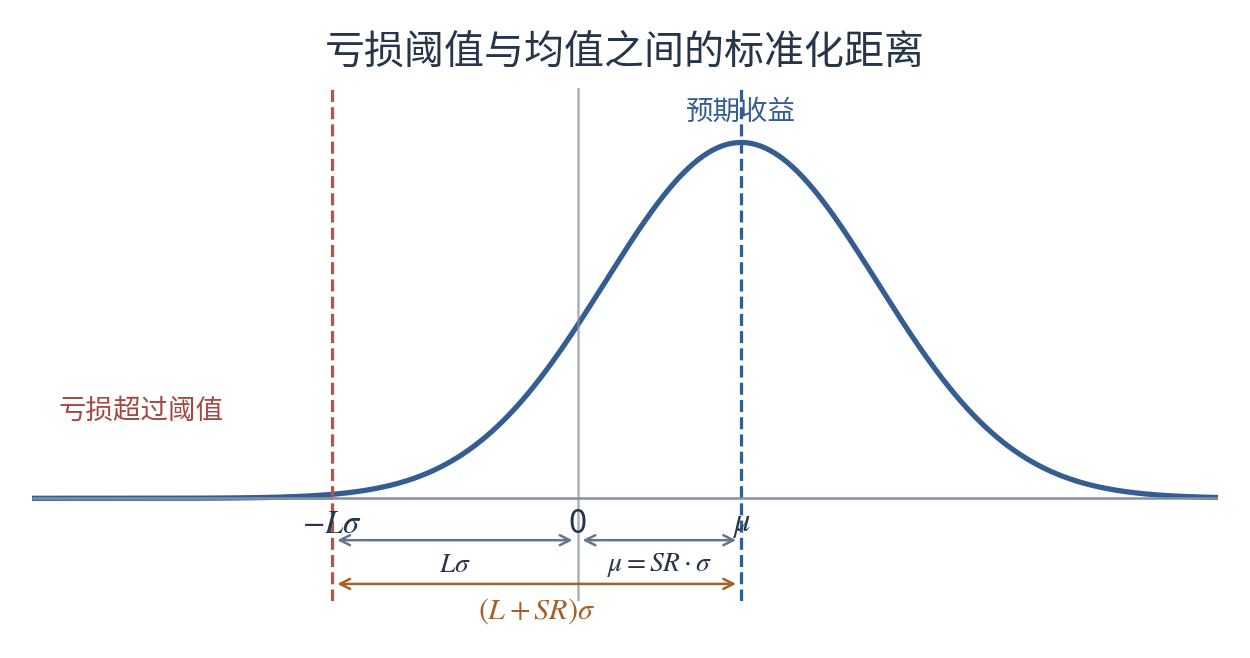 亏损阈值与均值之间的标准化距离
预期收益
亏损超过阈值
−Lσ
0
μ
Lσ
μ = SR · σ
(L + SR)σ